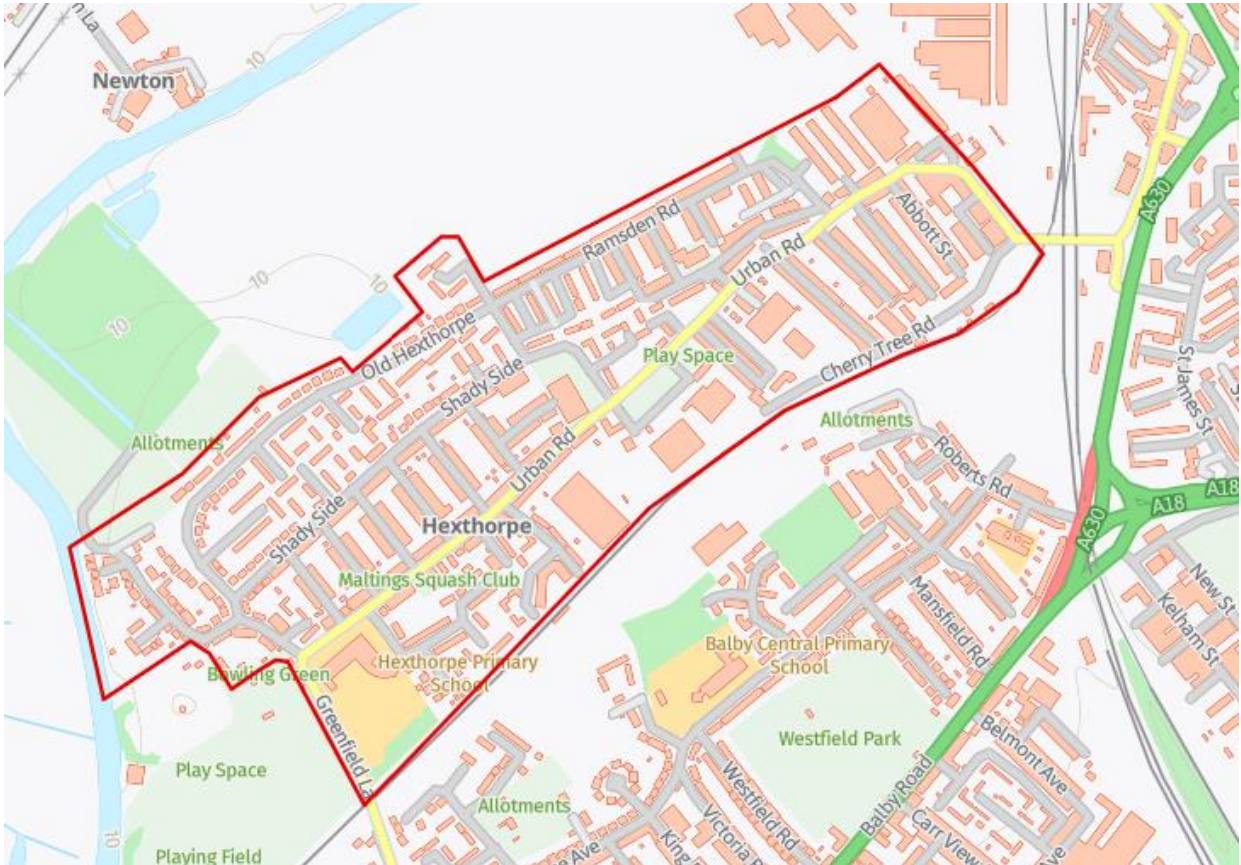 n La
10
Newton
A630
Ramsden Rd
Abbott St
10
10
Urban Rd
10
Old Hexthorpe
Play Space
Cherry Tree Rd
St James St
Shady Side
Allotments
Allotments
Urban Rd
Roberts Rd
A18
A18
Shady Side
Hexthorpe
A630
Maltings Squash Club
Mansfield Rd
New St
Kelham St
Balby Central Primary
School
Hexthorpe Primary
School
Bowling Green
Greenfield La
Westfield Park
Belmont Ave
Play Space
Westfield Rd
Balby Road
Allotments
Victoria
10
Carr View
Playing Field